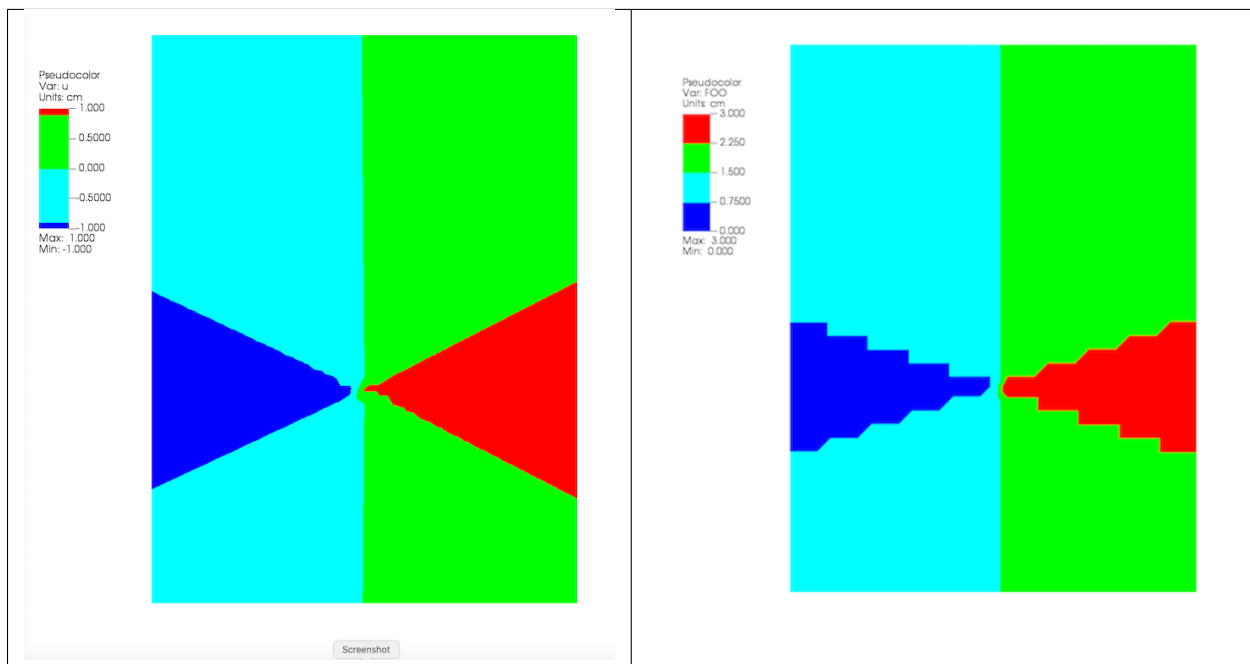 Pseudocolor
Var: u
Units: cm
1.000
0.5000
0.000
-0.5000
-1.000
Max: 1.000
Min: -1.000
Screenshot
Pseudocolor
Var: FOO
Units: cm
3.000
2.250
1.500
0.7500
0.000
Max: 3.000
Min: 0.000